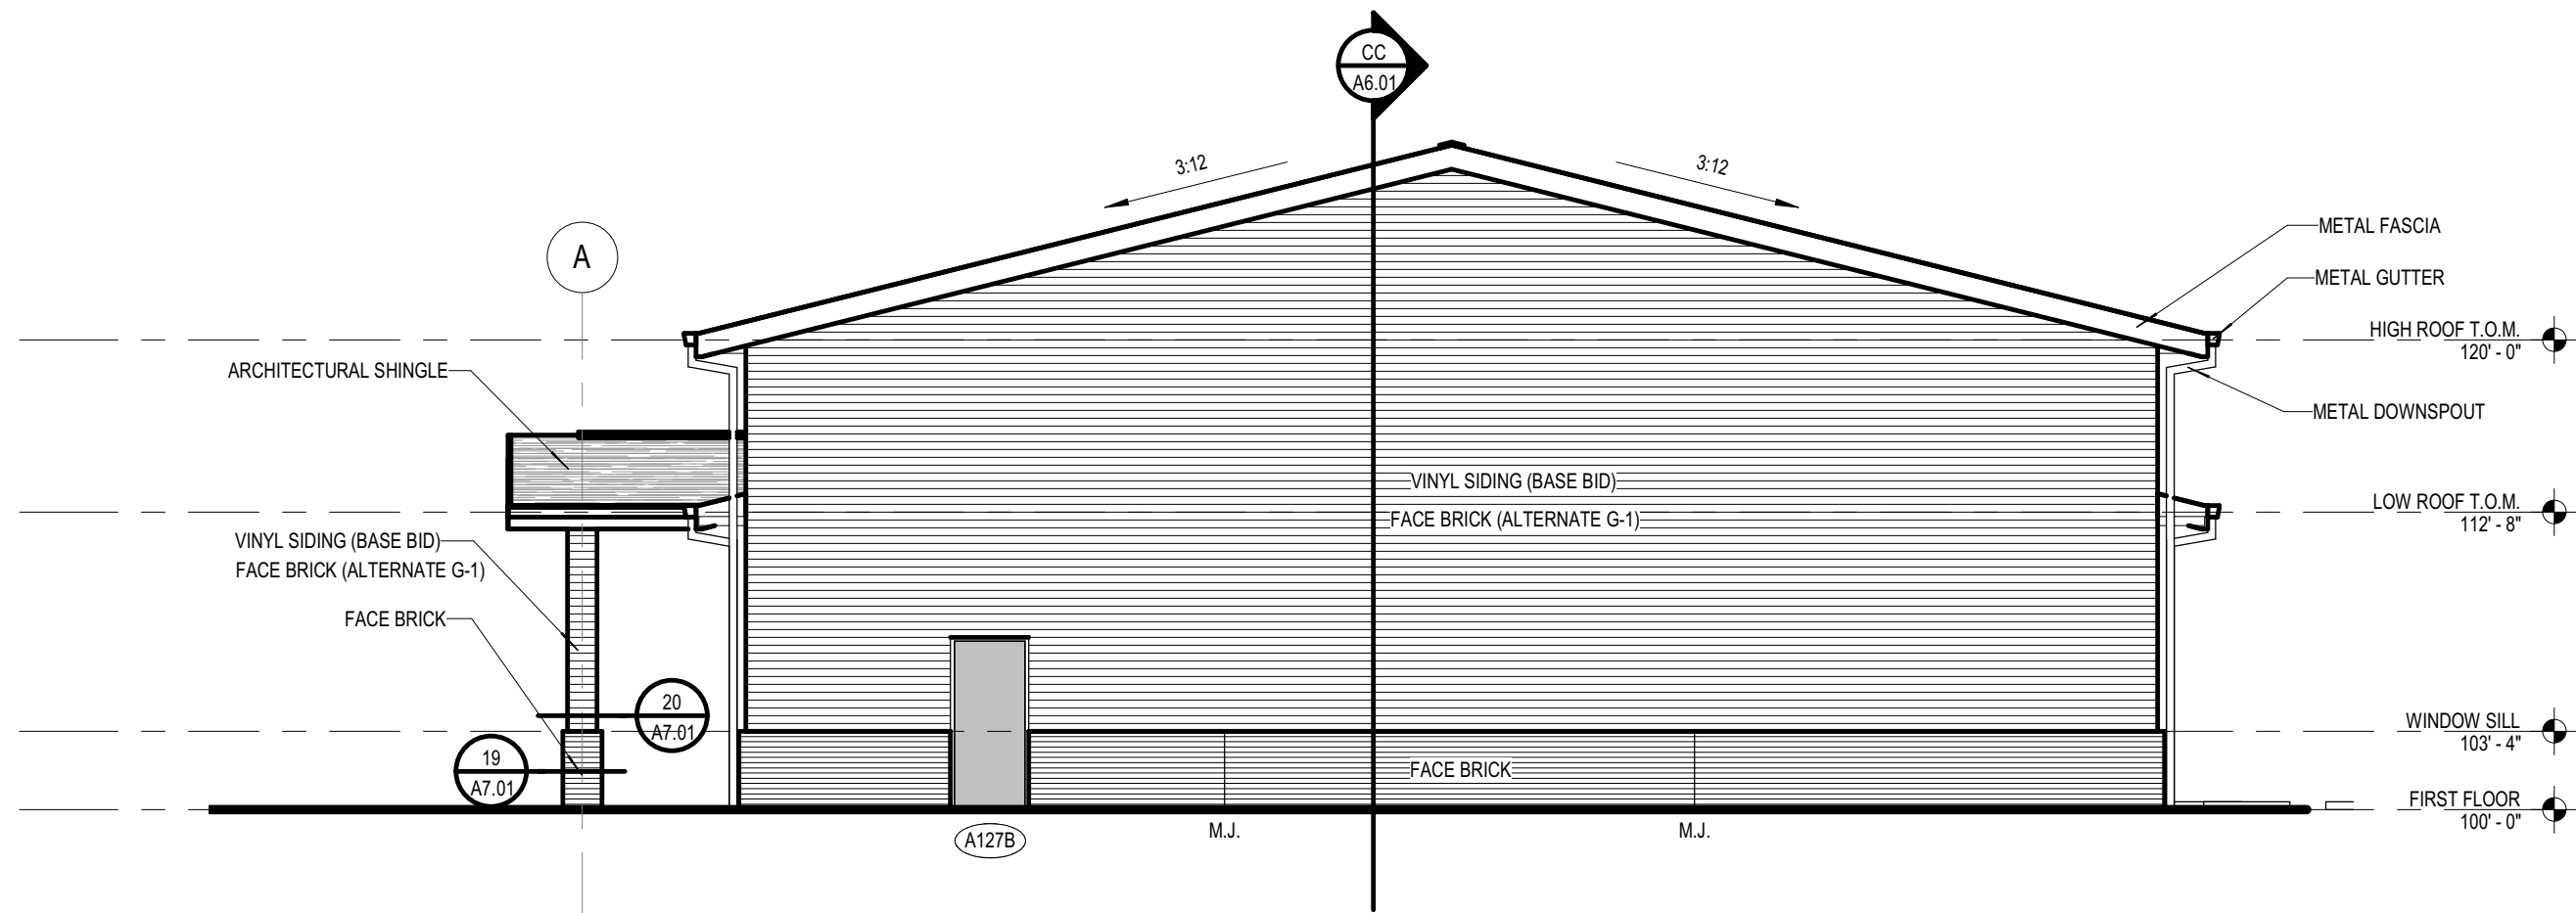 CC
A6.01
3:12
3:12
METAL FASCIA
A
METAL GUTTER
HIGH ROOF T.O.M.
120' - 0"
ARCHITECTURAL SHINGLE
METAL DOWNSPOUT
VINYL SIDING (BASE BID)
LOW ROOF T.O.M.
112' - 8"
FACE BRICK (ALTERNATE G-1)
VINYL SIDING (BASE BID)
FACE BRICK (ALTERNATE G-1)
FACE BRICK
20
A7.01
WINDOW SILL
103' - 4"
19
A7.01
FACE BRICK
FIRST FLOOR
100' - 0"
A127B
M.J.
M.J.